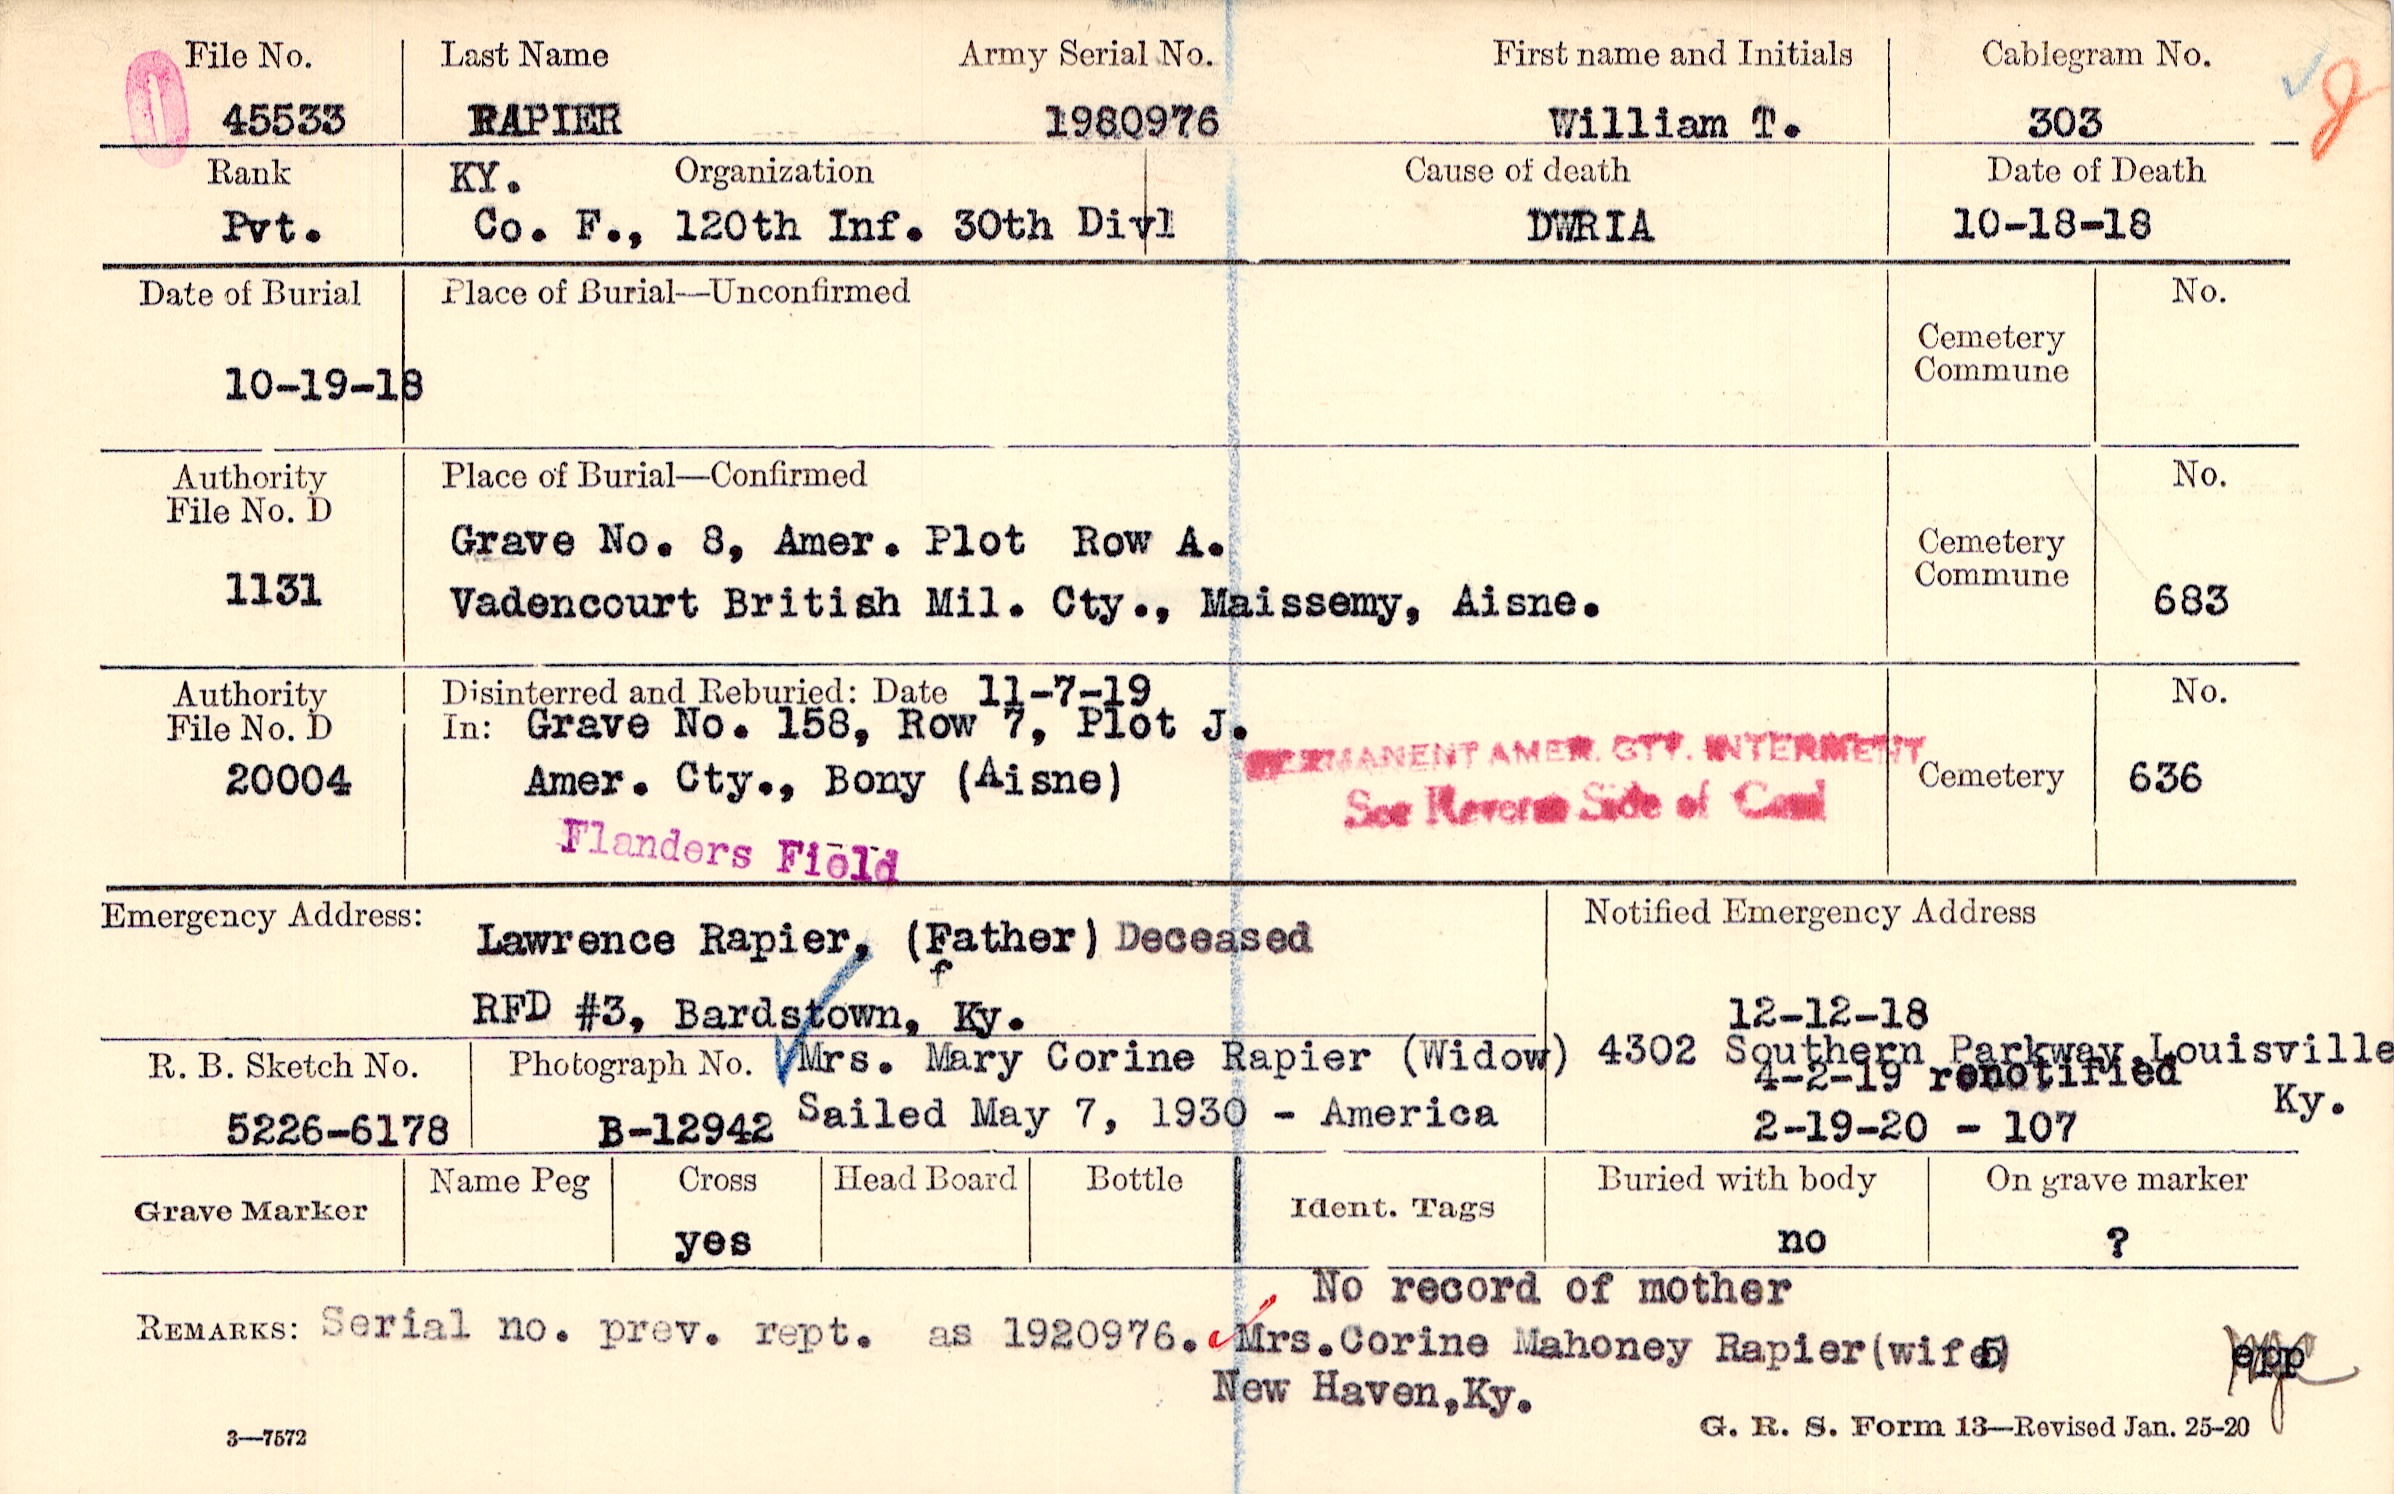 File No. Last Name Army Serial No. First name and Initials Cablegram No.
45533 RAPIER 1980976 William T. 303
Rank KY. Organization Cause of death Date of Death
Pvt. Co. F., 120th Inf. 30th Divl DWRIA 10-18-18
Date of Burial Place of Burial—Unconfirmed No.
Cemetery
Commune
10-19-18
Authority Place of Burial—Confirmed No.
File No. D
Grave No. 8, Amer. Plot Row A. Cemetery
Commune
1131 Vadencourt British Mil. Cty., Maissemy, Aisne. 683
Authority Disinterred and Reburied: Date 11-7-19 No.
File No. D In: Grave No. 158, Row 7, Plot J.
PERMANENT AMER. CTY. INTERMENT
20004 Amer. Cty., Bony (Aisne) Cemetery 636
See Reverse Side of Card
Flanders Field
Emergency Address: Notified Emergency Address
Lawrence Rapier, (Father) Deceased
f
RFD #3, Bardstown, Ky. 12-12-18
R. B. Sketch No. Photograph No. Mrs. Mary Corine Rapier (Widow) 4302 Southern Parkway, Louisville
4-2-19 renotified
Ky.
5226-6178 B-12942 Sailed May 7, 1930 - America 2-19-20 - 107
Grave Marker Name Peg Cross Head Board Bottle Ident. Tags Buried with body On grave marker
yes no ?
No record of mother
REMARKS: Serial no. prev. rept. as 1920976. Mrs.Corine Mahoney Rapier(wife) epp
New Haven,Ky.
3—7572 G. R. S. Form 13—Revised Jan. 25-20